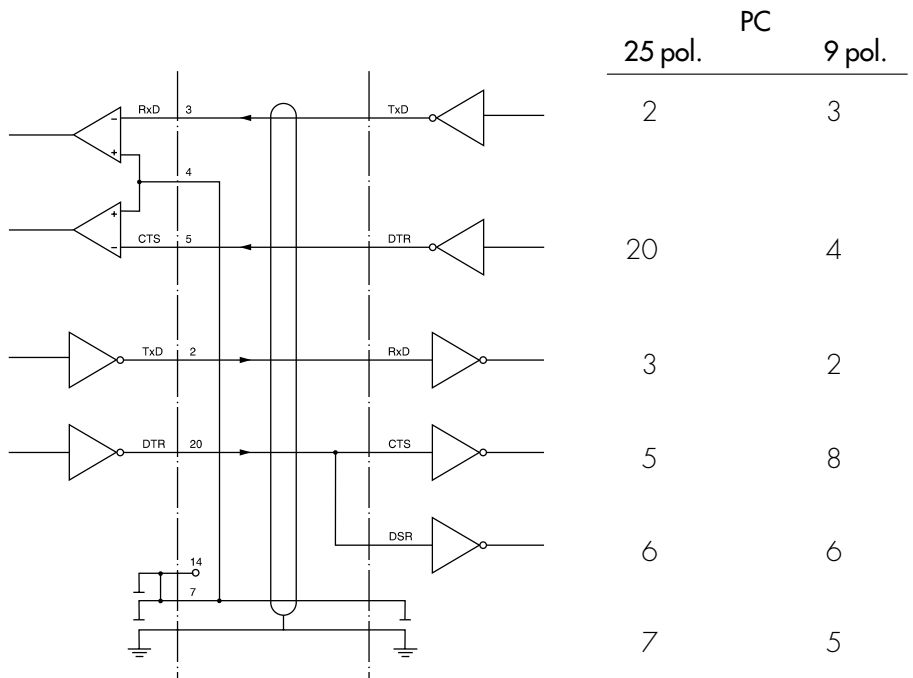 PC
25 pol. 9 pol.
RxD 3 TxD 2 3
4
CTS 5 DTR 20 4
TxD 2 RxD 3 2
DTR 20 CTS 5 8
DSR 6 6
14
7
7 5